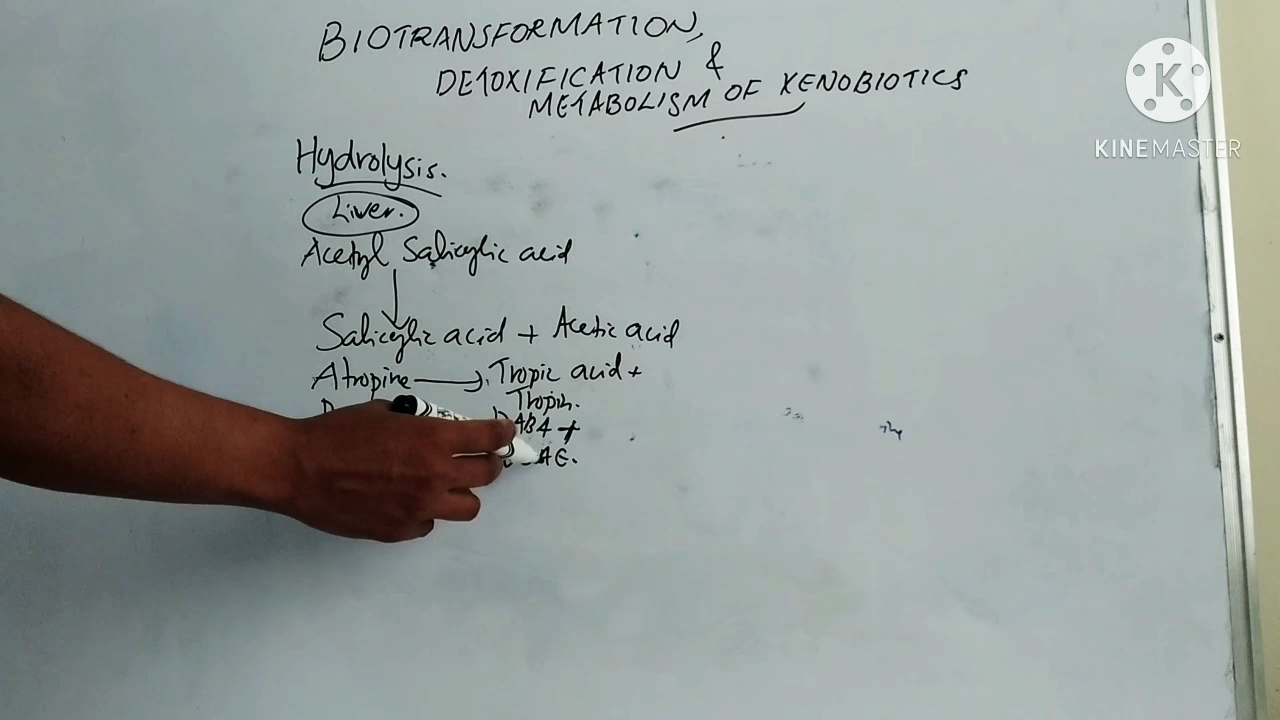 BIOTRANSFORMATION,
DETOXIFICATION &
METABOLISM OF XENOBIOTICS
K
KINEMASTER
Hydrolysis.
Liver.
Acetyl Salicylic acid
Salicylic acid + Acetic acid
Atropine → Tropic acid +
Tropin.
ABA +
AE.